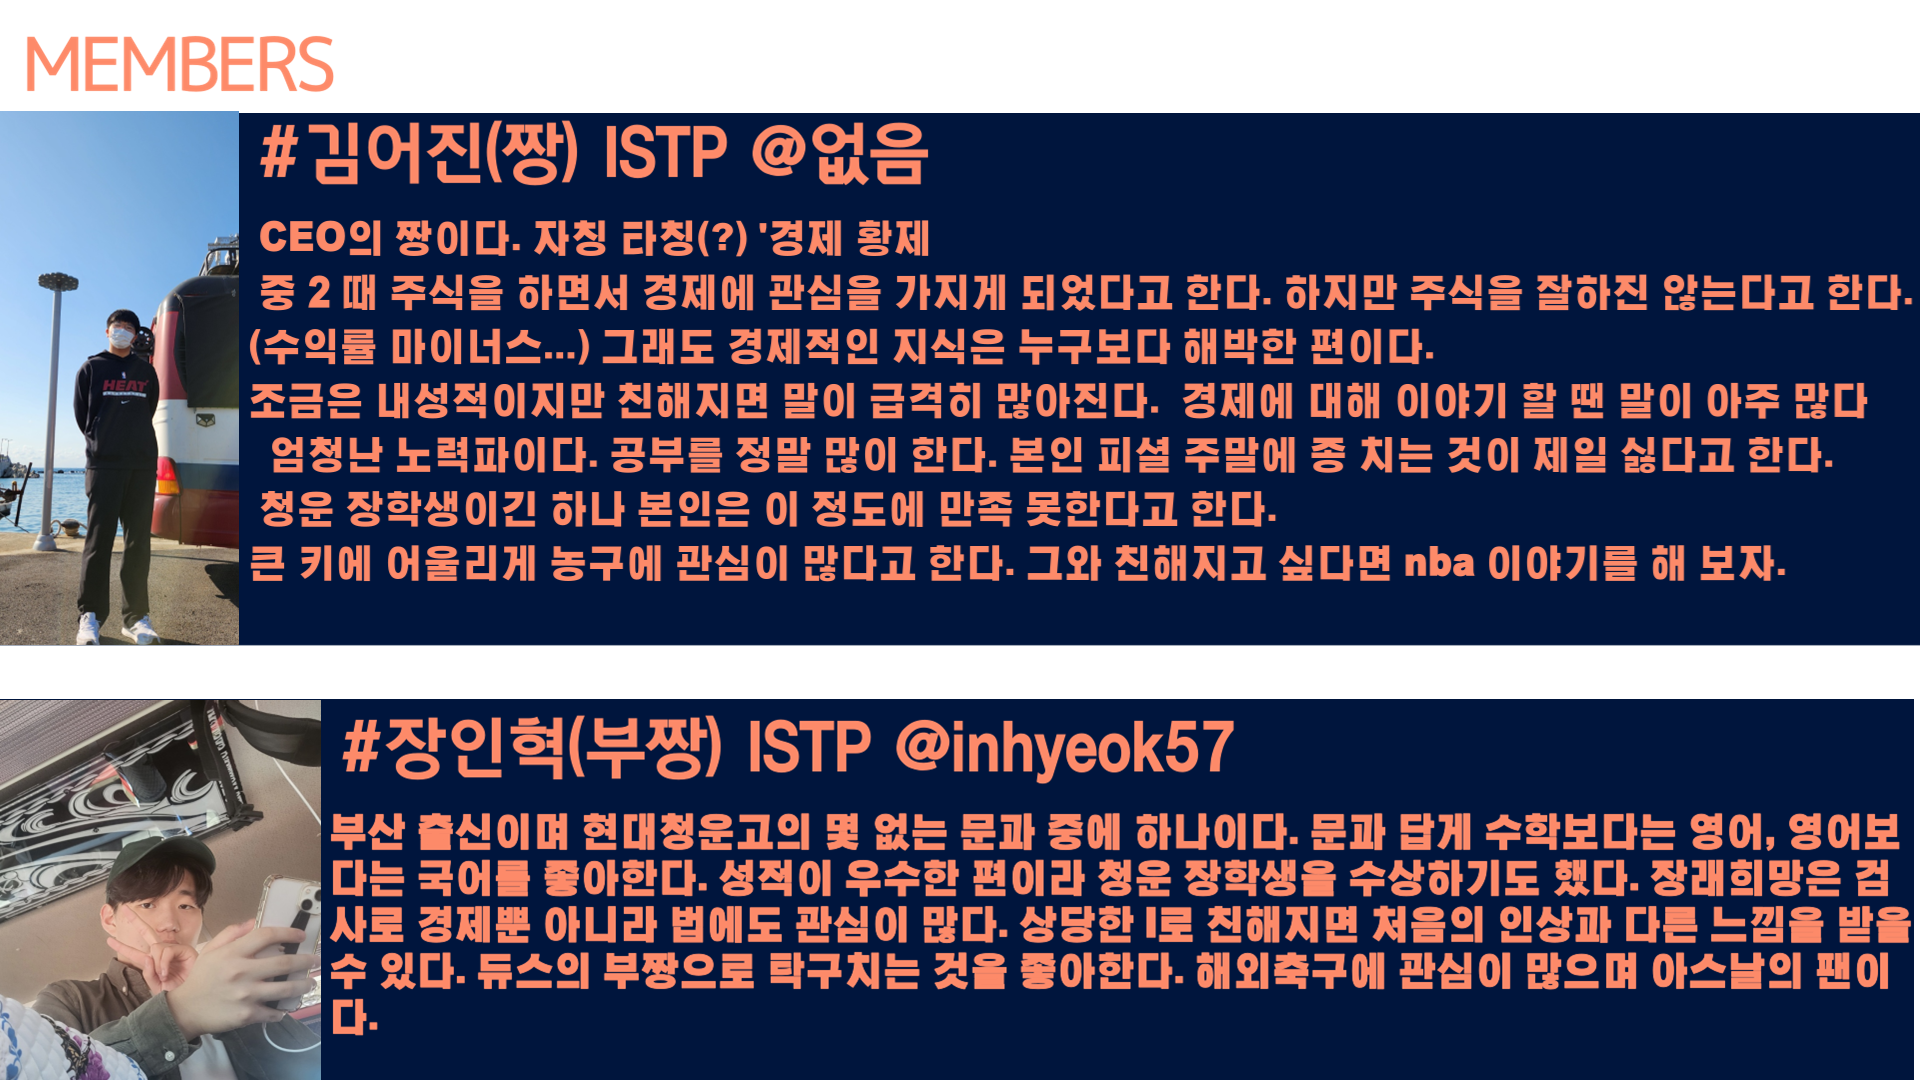 MEMBERS
#김어진(짱) ISTP @없음
CEO의 짱이다. 자칭 타칭(?) '경제 황제
중 2 때 주식을 하면서 경제에 관심을 가지게 되었다고 한다. 하지만 주식을 잘하진 않는다고 한다.
(수익률 마이너스...) 그래도 경제적인 지식은 누구보다 해박한 편이다.
조금은 내성적이지만 친해지면 말이 급격히 많아진다. 경제에 대해 이야기 할 땐 말이 아주 많다
엄청난 노력파이다. 공부를 정말 많이 한다. 본인 피셜 주말에 종 치는 것이 제일 싫다고 한다.
청운 장학생이긴 하나 본인은 이 정도에 만족 못한다고 한다.
큰 키에 어울리게 농구에 관심이 많다고 한다. 그와 친해지고 싶다면 nba 이야기를 해 보자.
HEAT
#장인혁(부짱) ISTP @inhyeok57
부산 출신이며 현대청운고의 몇 없는 문과 중에 하나이다. 문과 답게 수학보다는 영어, 영어보
다는 국어를 좋아한다. 성적이 우수한 편이라 청운 장학생을 수상하기도 했다. 장래희망은 검
사로 경제뿐 아니라 법에도 관심이 많다. 상당한 I로 친해지면 처음의 인상과 다른 느낌을 받을
수 있다. 듀스의 부짱으로 탁구치는 것을 좋아한다. 해외축구에 관심이 많으며 아스날의 팬이
다.